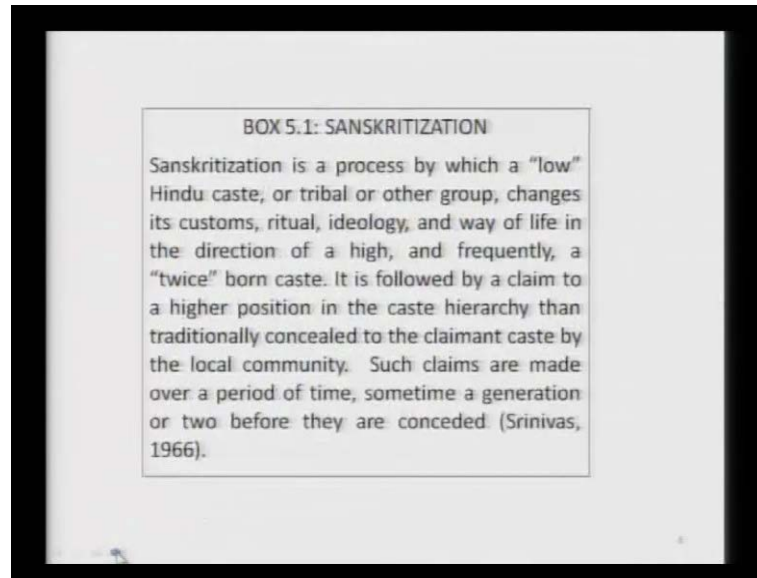 BOX 5.1: SANSKRITIZATION
Sanskritization is a process by which a "low"
Hindu caste, or tribal or other group, changes
its customs, ritual, ideology, and way of life in
the direction of a high, and frequently, a
"twice" born caste. It is followed by a claim to
a higher position in the caste hierarchy than
traditionally concealed to the claimant caste by
the local community. Such claims are made
over a period of time, sometime a generation
or two before they are conceded (Srinivas,
1966).